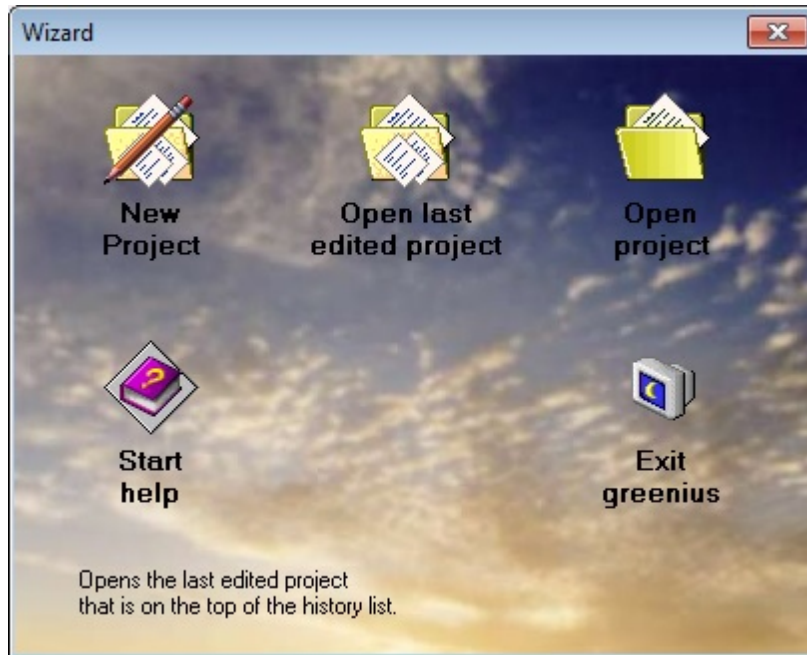 Wizard
New
Project
Open last
edited project
Open
project
?
Start
help
Exit
greenius
Opens the last edited project
that is on the top of the history list.